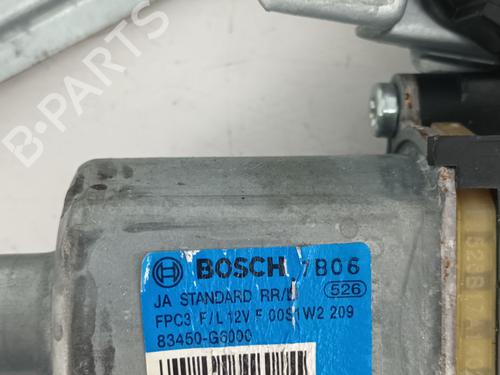 B-PARTS
BOSCH 7B06
JA STANDARD RR/ 526
FPC3 F/L 12V F 00S1W2 209
83450-G6000